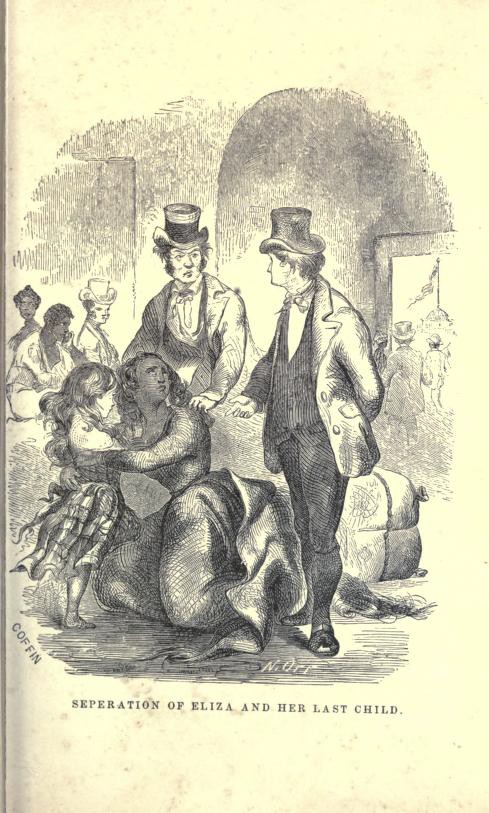 COFFIN
N. Orr
SEPERATION OF ELIZA AND HER LAST CHILD.